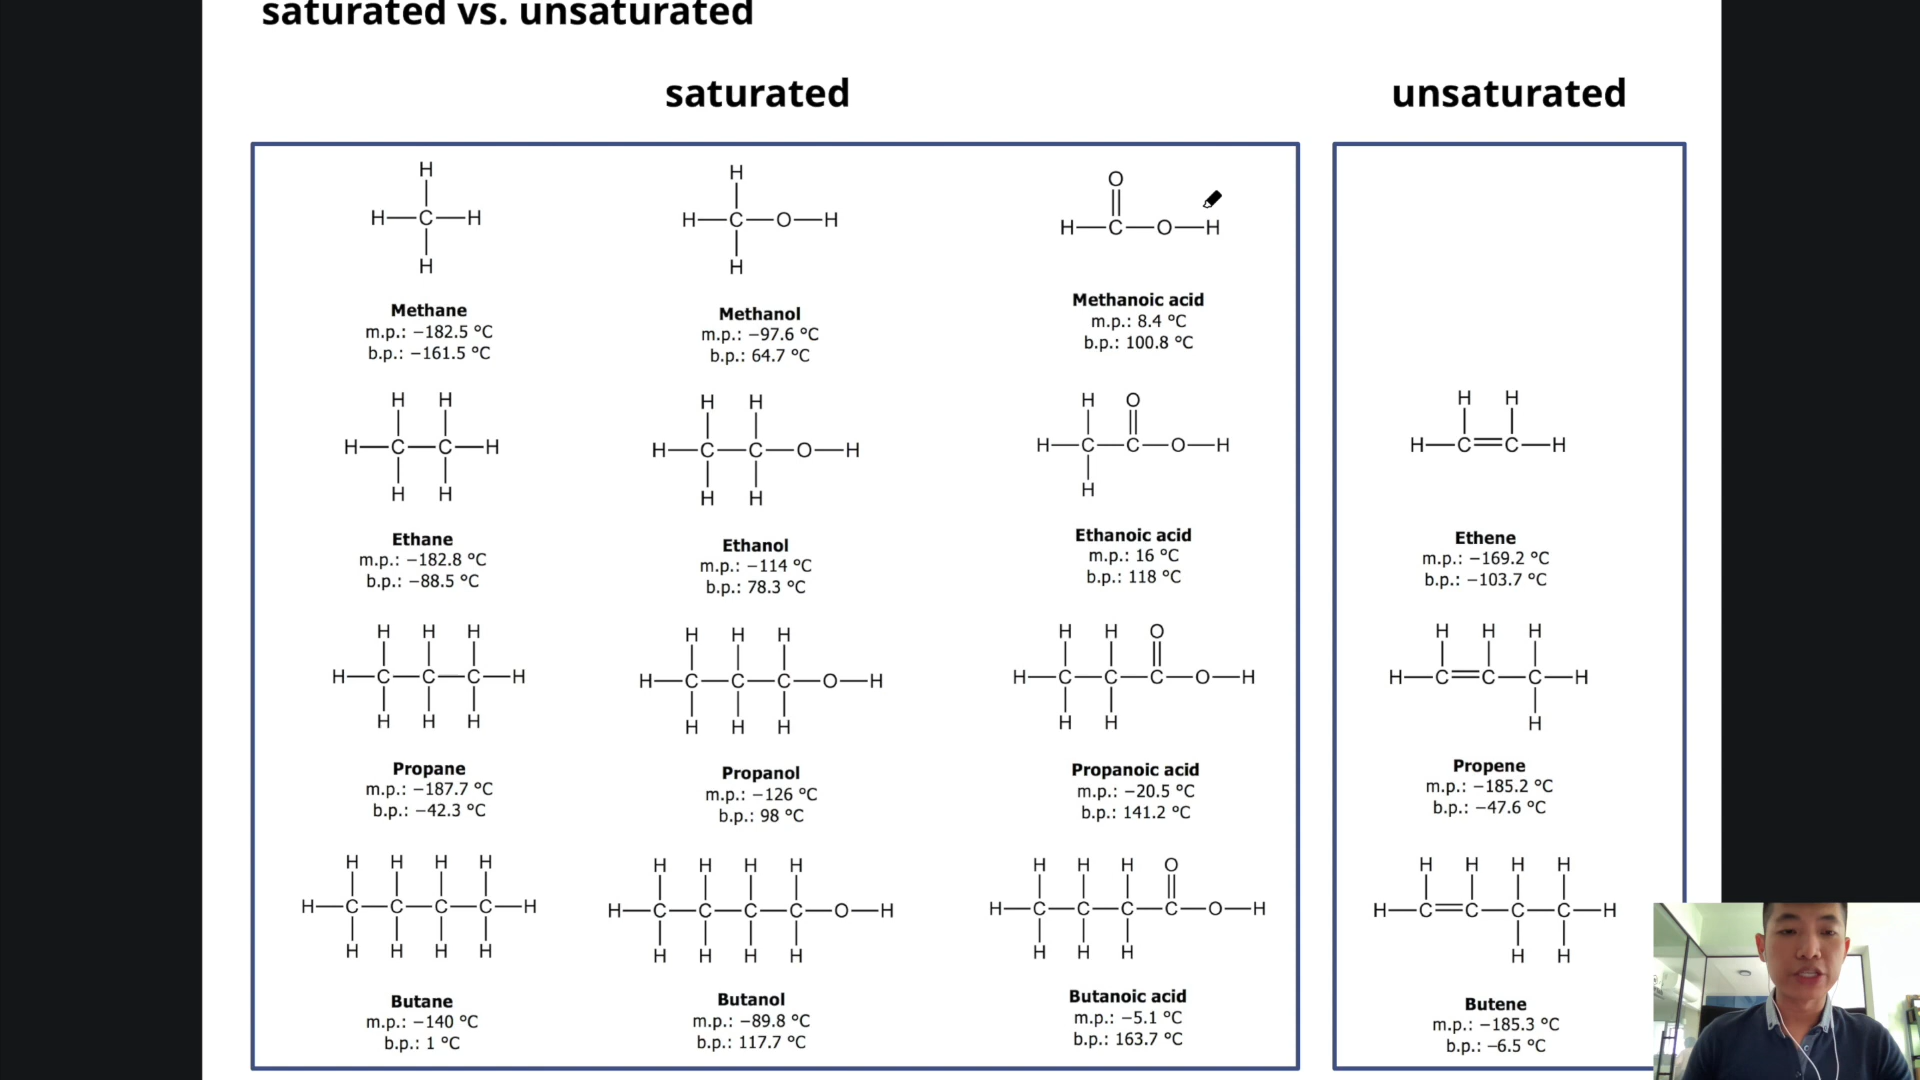 saturated vs. unsaturated
saturated
unsaturated
H
H—C—H
H
Methane
m.p.: −182.5 °C
b.p.: −161.5 °C
H
H—C—O—H
H
Methanol
m.p.: −97.6 °C
b.p.: 64.7 °C
O
H—C—O—H
Methanoic acid
m.p.: 8.4 °C
b.p.: 100.8 °C
H H
H—C—C—H
H H
Ethane
m.p.: −182.8 °C
b.p.: −88.5 °C
H H
H—C—C—O—H
H H
Ethanol
m.p.: −114 °C
b.p.: 78.3 °C
H O
H—C—C—O—H
H
Ethanoic acid
m.p.: 16 °C
b.p.: 118 °C
H H
H—C=C—H
Ethene
m.p.: −169.2 °C
b.p.: −103.7 °C
H H H
H—C—C—C—H
H H H
Propane
m.p.: −187.7 °C
b.p.: −42.3 °C
H H H
H—C—C—C—O—H
H H H
Propanol
m.p.: −126 °C
b.p.: 98 °C
H H O
H—C—C—C—O—H
H H
Propanoic acid
m.p.: −20.5 °C
b.p.: 141.2 °C
H H H
H—C=C—C—H
H
Propene
m.p.: −185.2 °C
b.p.: −47.6 °C
H H H H
H—C—C—C—C—H
H H H H
Butane
m.p.: −140 °C
b.p.: 1 °C
H H H H
H—C—C—C—C—O—H
H H H H
Butanol
m.p.: −89.8 °C
b.p.: 117.7 °C
H H H O
H—C—C—C—C—O—H
H H H
Butanoic acid
m.p.: −5.1 °C
b.p.: 163.7 °C
H H H H
H—C=C—C—C—H
H H
Butene
m.p.: −185.3 °C
b.p.: −6.5 °C